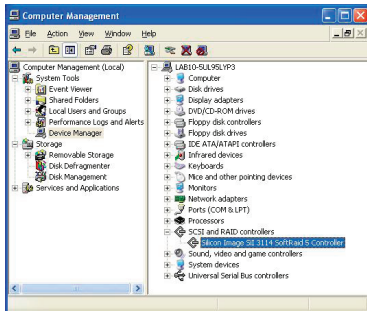 Computer Management
File Action View Window Help
Computer Management (Local)
System Tools
Event Viewer
Shared Folders
Local Users and Groups
Performance Logs and Alerts
Device Manager
Storage
Removable Storage
Disk Defragmenter
Disk Management
Services and Applications
LAB10-5UL95LYP3
Computer
Disk drives
Display adapters
DVD/CD-ROM drives
Floppy disk controllers
Floppy disk drives
IDE ATA/ATAPI controllers
Infrared devices
Keyboards
Mice and other pointing devices
Monitors
Network adapters
Ports (COM & LPT)
Processors
SCSI and RAID controllers
Silicon Image SiI 3114 SoftRaid 5 Controller
Sound, video and game controllers
System devices
Universal Serial Bus controllers